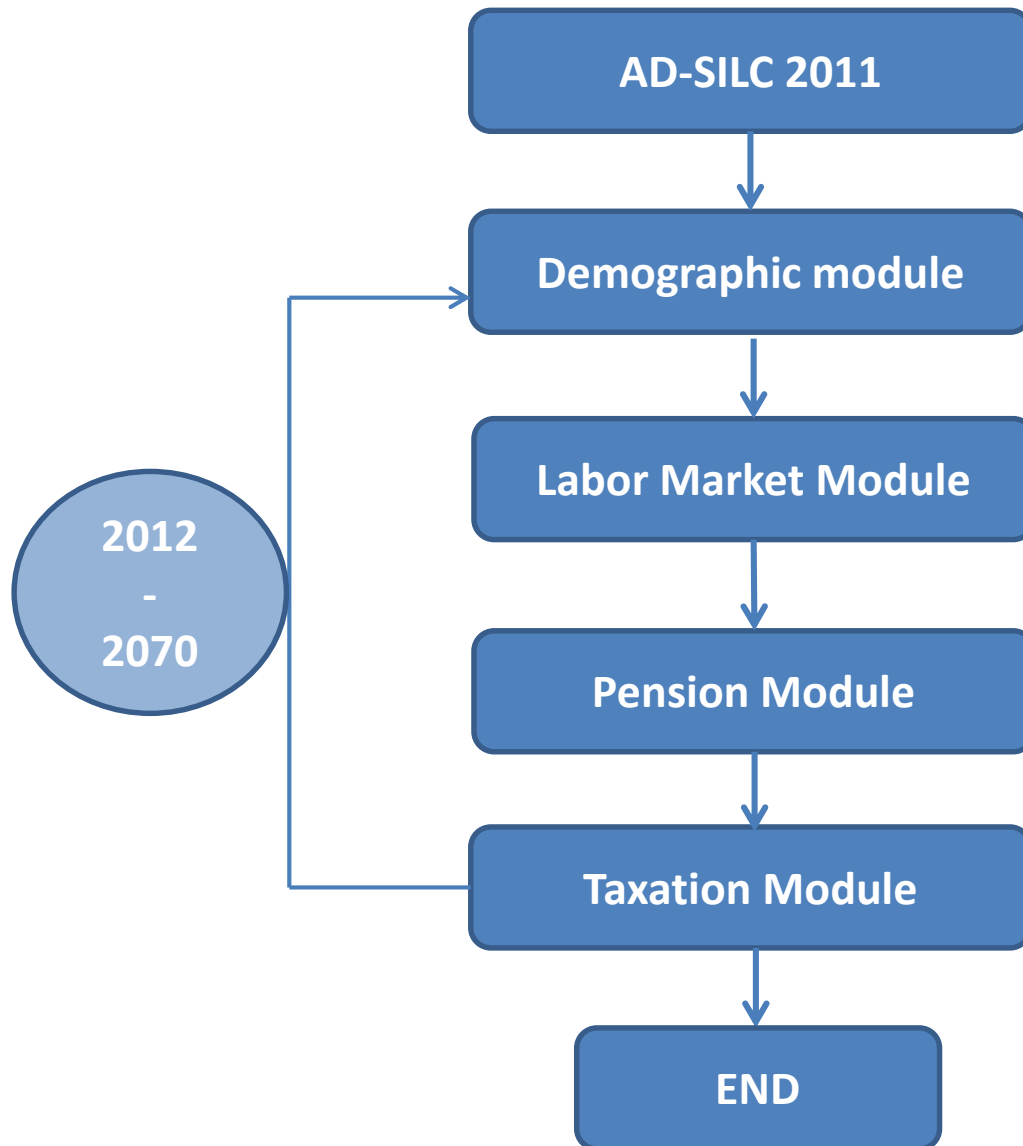 AD-SILC 2011
Demographic module
Labor Market Module
2012
-
2070
Pension Module
Taxation Module
END